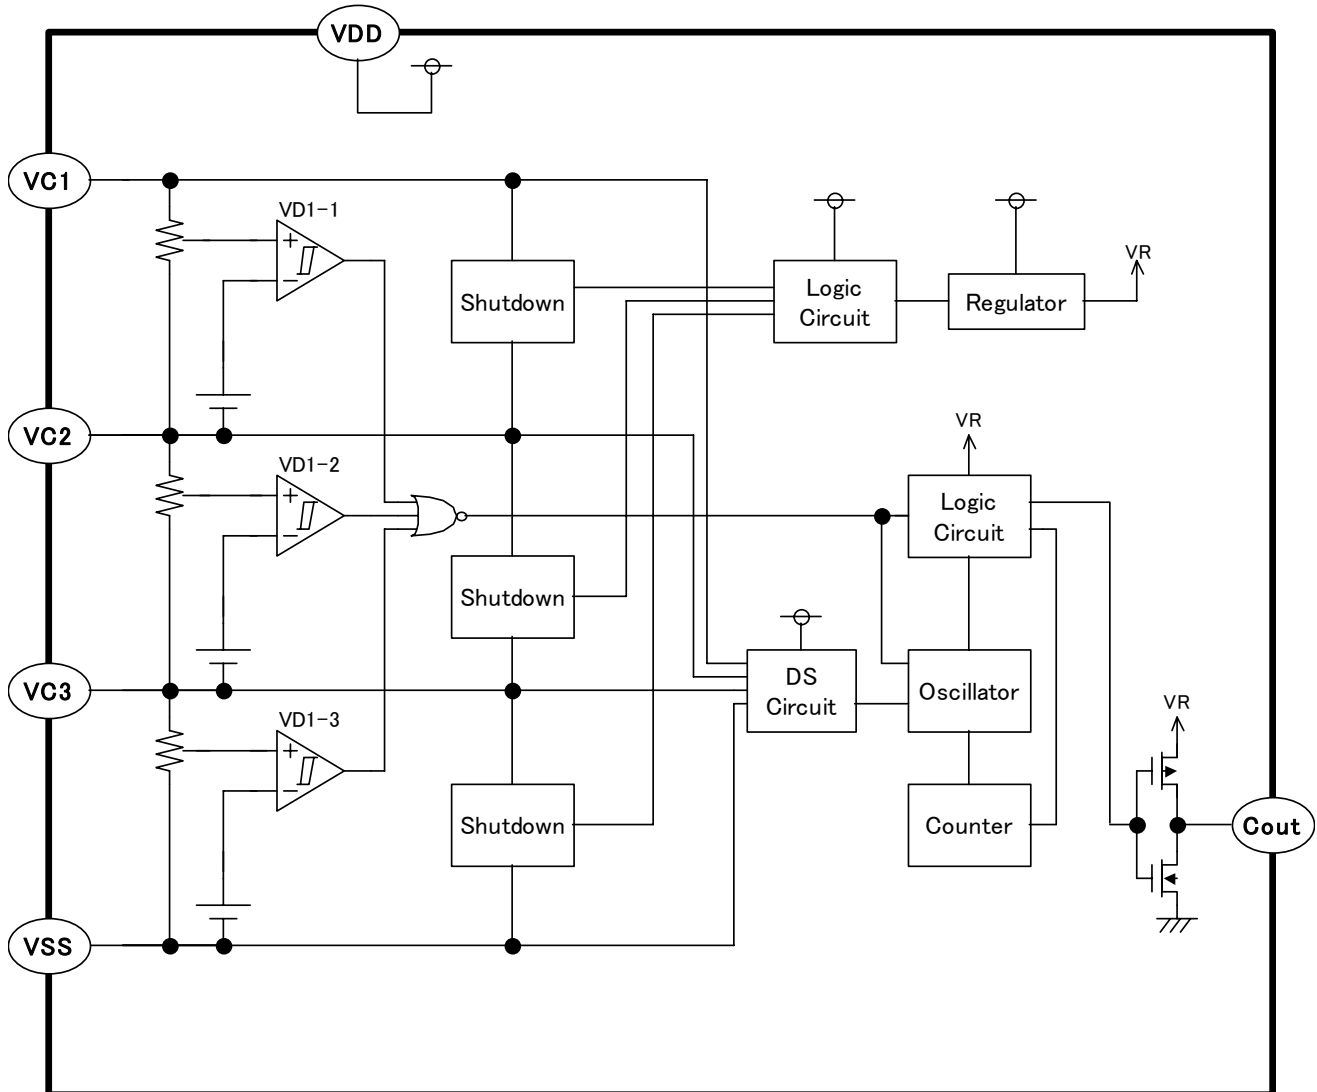 VDD
VC1
VD1-1
Shutdown
Logic
Circuit
Regulator
VR
VC2
VD1-2
VR
Logic
Circuit
Shutdown
VC3
DS
Circuit
Oscillator
VD1-3
VR
Shutdown
Counter
Cout
VSS